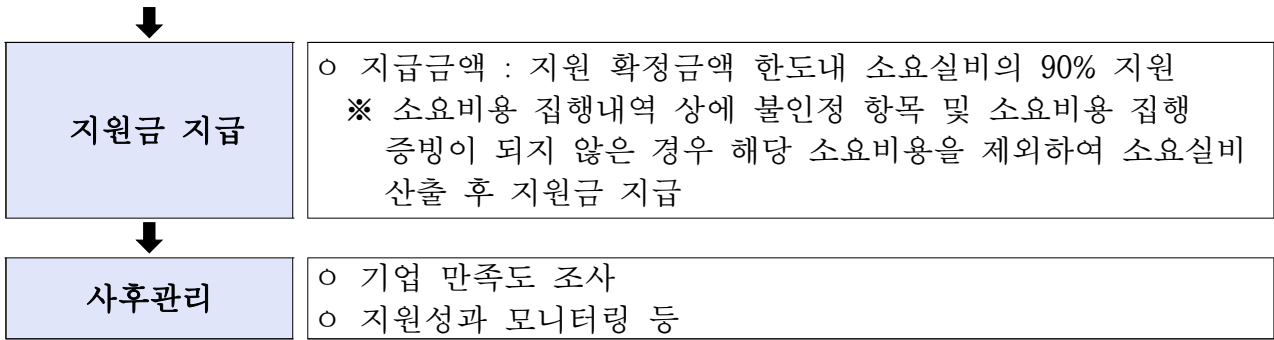 지원금 지급
○ 지급금액 : 지원 확정금액 한도내 소요실비의 90% 지원
※ 소요비용 집행내역 상에 불인정 항목 및 소요비용 집행
증빙이 되지 않은 경우 해당 소요비용을 제외하여 소요실비
산출 후 지원금 지급
사후관리
○ 기업 만족도 조사
○ 지원성과 모니터링 등